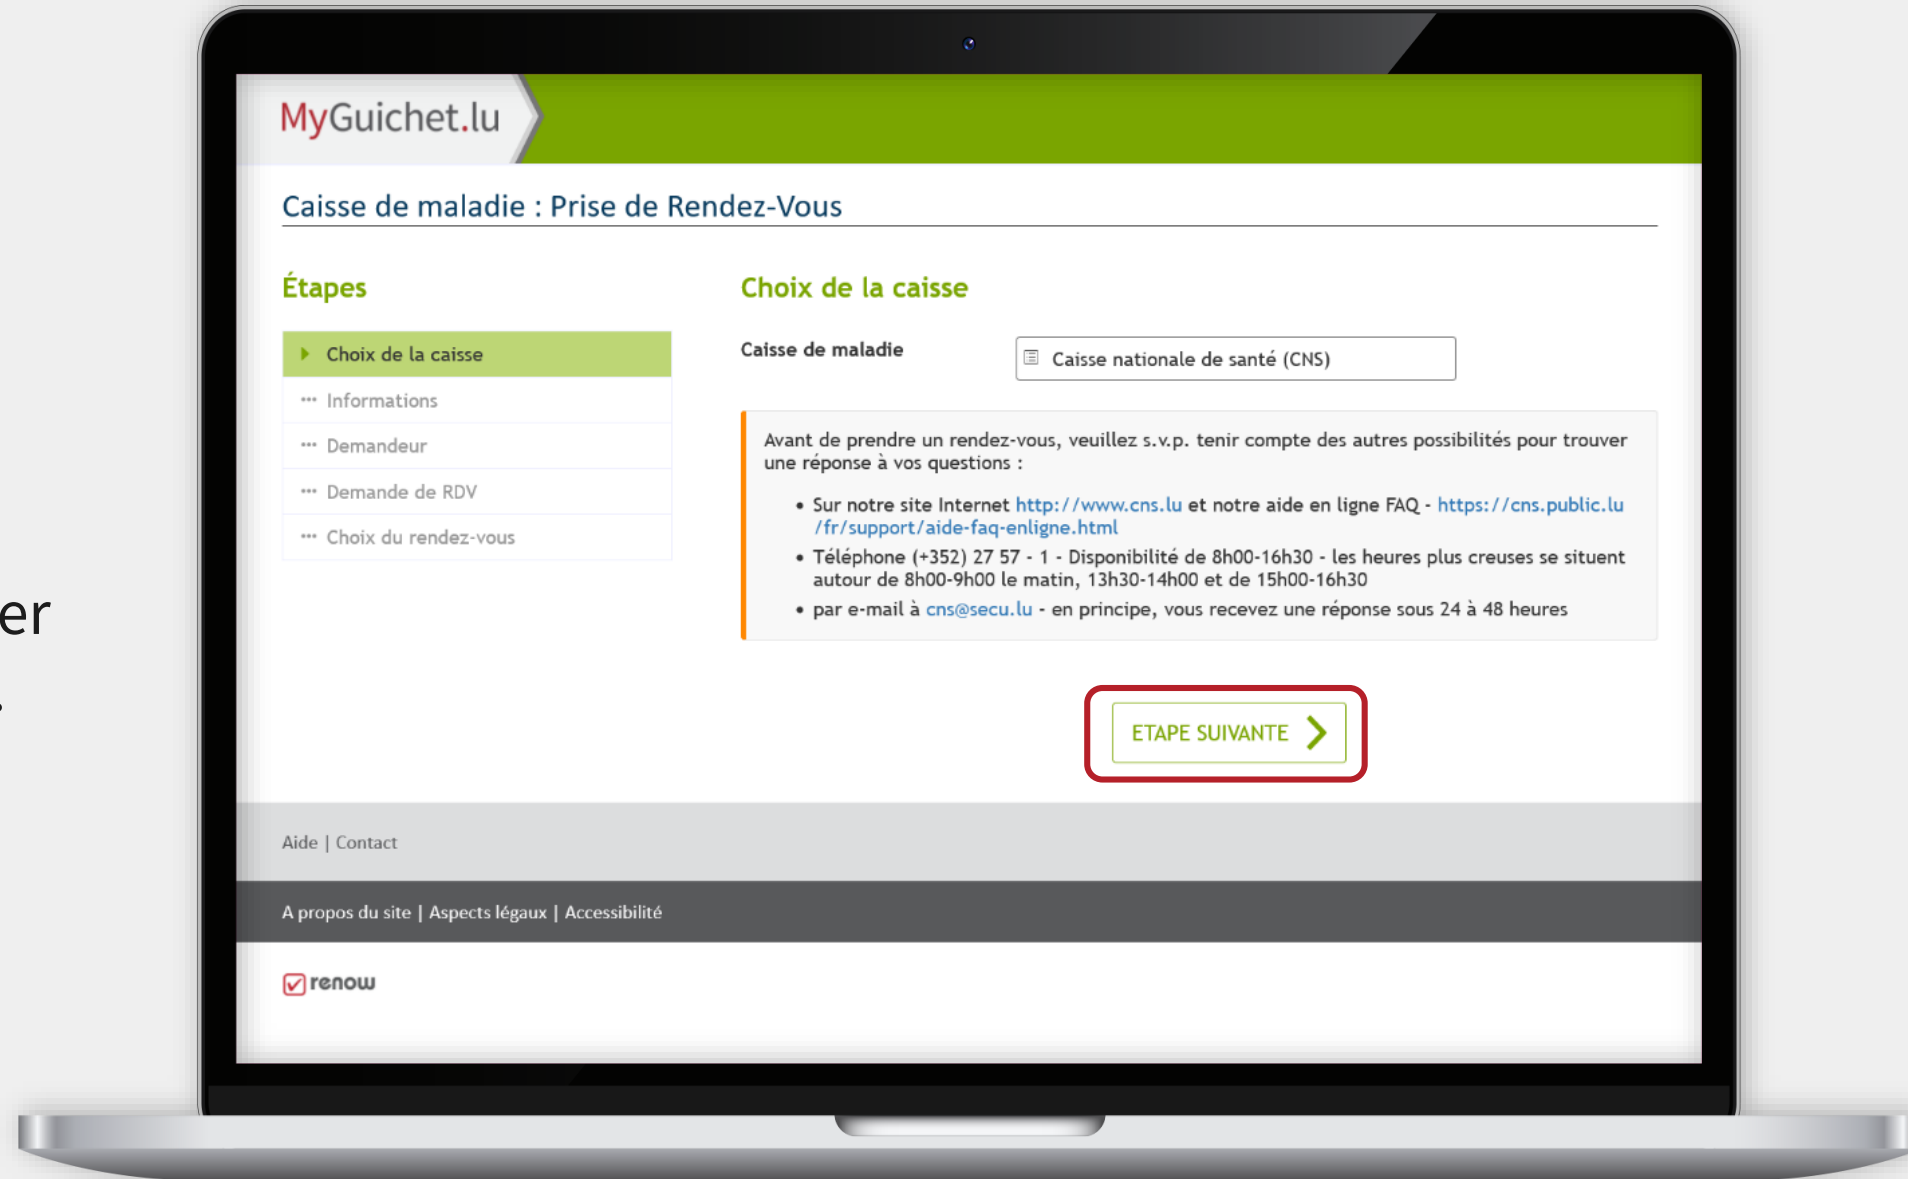 MyGuichet.lu
Caisse de maladie : Prise de Rendez-Vous
Étapes
Choix de la caisse
Informations
Demandeur
Demande de RDV
Choix du rendez-vous
Choix de la caisse
Caisse de maladie
Caisse nationale de santé (CNS)
Avant de prendre un rendez-vous, veuillez s.v.p. tenir compte des autres possibilités pour trouver
une réponse à vos questions :
• Sur notre site Internet http://www.cns.lu et notre aide en ligne FAQ - https://cns.public.lu
/fr/support/aide-faq-enligne.html
• Téléphone (+352) 27 57 - 1 - Disponibilité de 8h00-16h30 - les heures plus creuses se situent
autour de 8h00-9h00 le matin, 13h30-14h00 et de 15h00-16h30
• par e-mail à cns@secu.lu - en principe, vous recevez une réponse sous 24 à 48 heures
er
.
ETAPE SUIVANTE
Aide | Contact
A propos du site | Aspects légaux | Accessibilité
renow